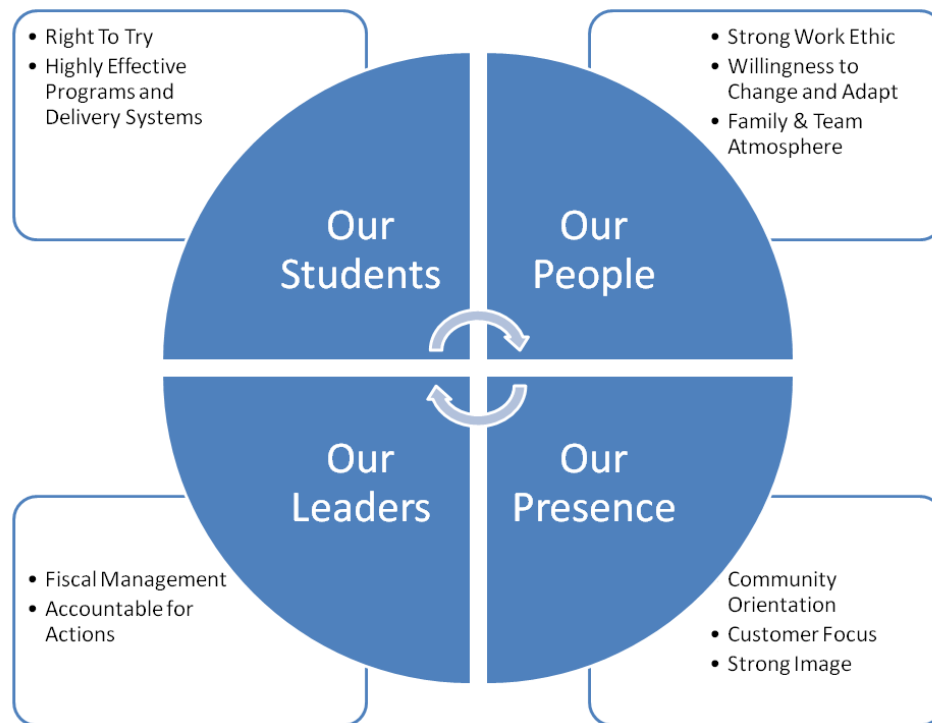 • Right To Try
• Highly Effective
Programs and
Delivery Systems
• Strong Work Ethic
• Willingness to
Change and Adapt
• Family & Team
Atmosphere
Our
Students
Our
People
Our
Leaders
Our
Presence
• Fiscal Management
• Accountable for
Actions
Community
Orientation
• Customer Focus
• Strong Image